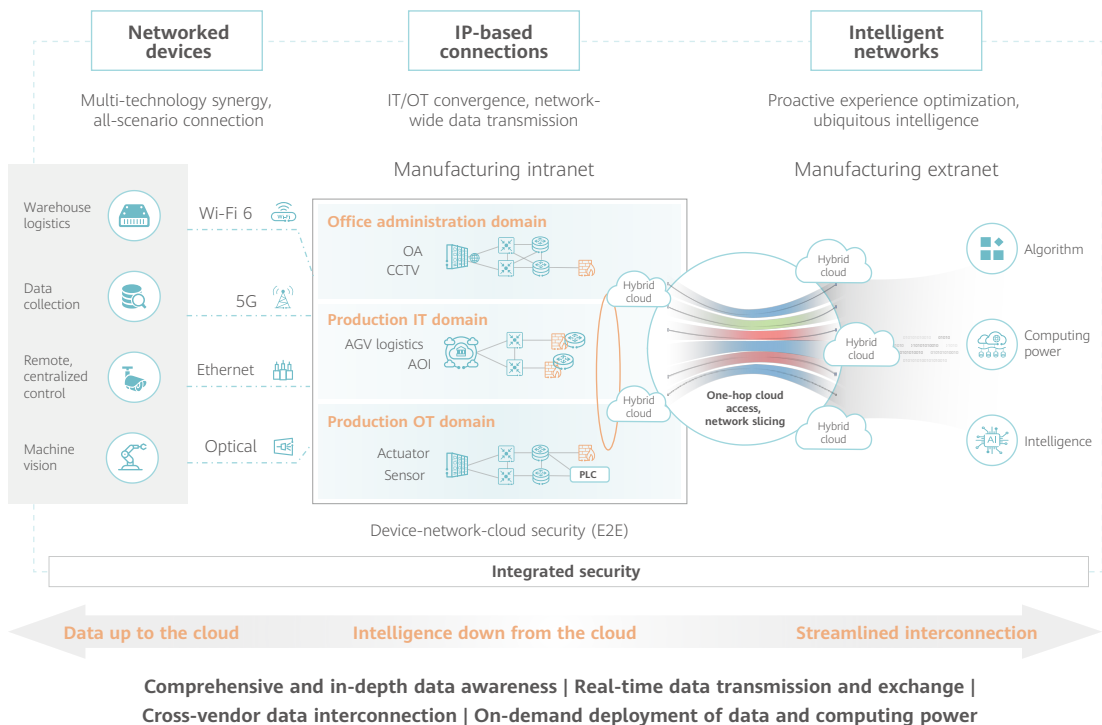 Networked
devices
IP-based
connections
Intelligent
networks
Multi-technology synergy,
all-scenario connection
IT/OT convergence, network-
wide data transmission
Proactive experience optimization,
ubiquitous intelligence
Manufacturing intranet
Manufacturing extranet
Warehouse
logistics
Data
collection
Remote,
centralized
control
Machine
vision
Wi-Fi 6
5G
Ethernet
Optical
Office administration domain
OA
CCTV
Production IT domain
AGV logistics
AOI
Production OT domain
Actuator
Sensor
PLC
Hybrid
cloud
Hybrid
cloud
One-hop cloud
access,
network slicing
Hybrid
cloud
Hybrid
cloud
Hybrid
cloud
Algorithm
Computing
power
AI
Intelligence
Device-network-cloud security (E2E)
Integrated security
Data up to the cloud
Intelligence down from the cloud
Streamlined interconnection
Comprehensive and in-depth data awareness | Real-time data transmission and exchange |
Cross-vendor data interconnection | On-demand deployment of data and computing power